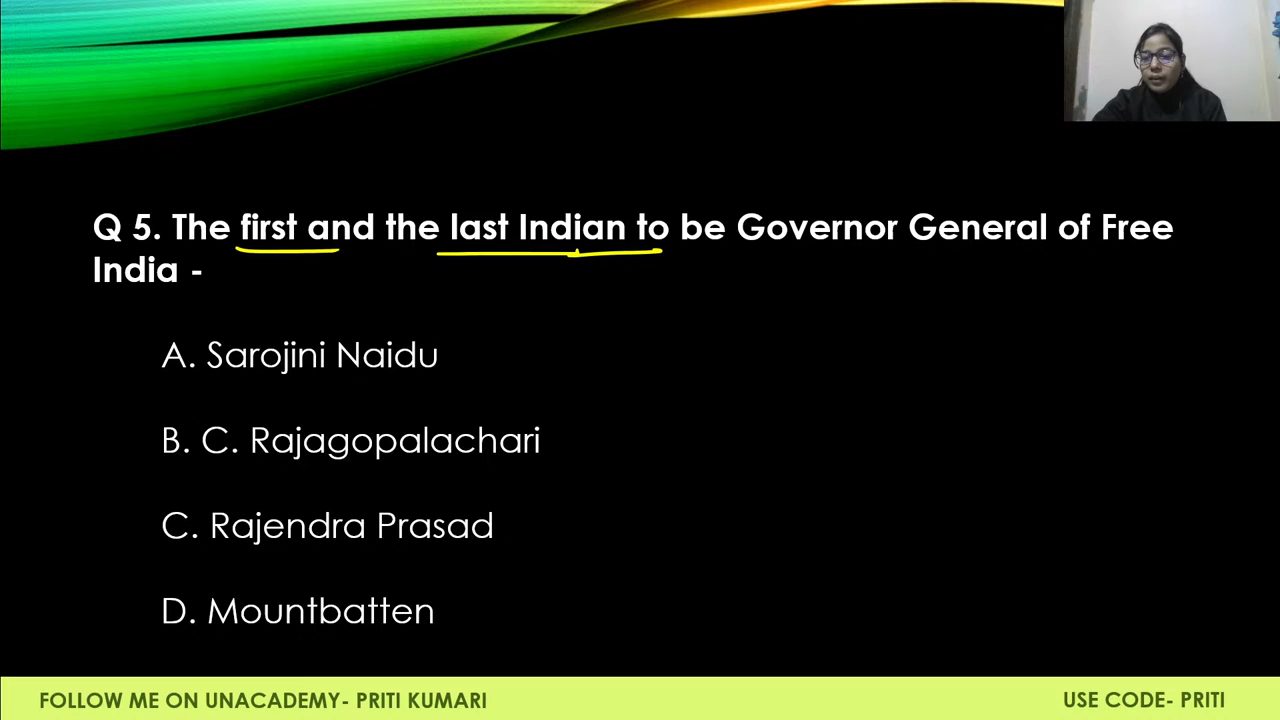 Q 5. The first and the last Indian to be Governor General of Free
India -
A. Sarojini Naidu
B. C. Rajagopalachari
C. Rajendra Prasad
D. Mountbatten
FOLLOW ME ON UNACADEMY- PRITI KUMARI
USE CODE- PRITI